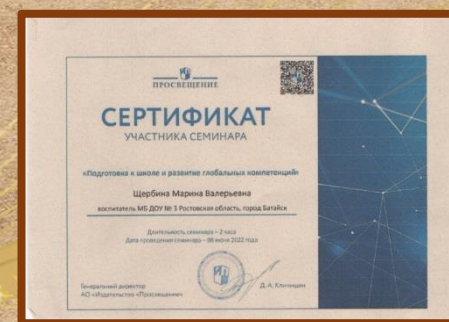 ПРОСВЕЩЕНИЕ
СЕРТИФИКАТ
УЧАСТНИКА СЕМИНАРА
«Подготовка к школе и развитие глобальных компетенций»
Щербина Марина Валерьевна
воспитатель МБ ДОУ № 3 Ростовская область, город Батайск
Длительность семинара – 2 часа
Дата проведения семинара – 08 июня 2022 года
Генеральный директор
АО «Издательство «Просвещение»
Д. А. Климишин